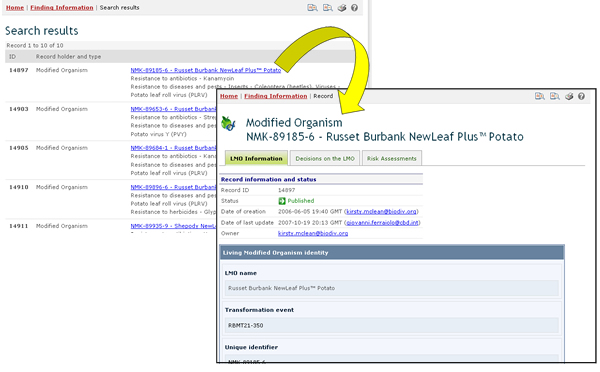 Home | Finding Information | Search results
Search results
Record 1 to 10 of 10
ID Record holder and type
14897 Modified Organism NMK-89185-6 - Russet Burbank NewLeaf Plus™ Potato
Resistance to antibiotics - Kanamycin
Resistance to diseases and pests - Insects - Coleoptera (beetles), Viruses -
Potato leaf roll virus (PLRV)
14903 Modified Organism NMK-89653-6 - Russet Burbank
Resistance to antibiotics - Stre
Resistance to diseases and pes
Potato virus Y (PVY)
14905 Modified Organism NMK-89684-1 - Russet Burbank
Resistance to antibiotics - Kan
Resistance to diseases and pes
Potato leaf roll virus (PLRV)
14910 Modified Organism NMK-89896-6 - Russet Burbank
Resistance to diseases and pes
Potato leaf roll virus (PLRV)
Resistance to herbicides - Glyp
14911 Modified Organism NMK-89935-9 - Shepody NewLeaf
Home | Finding Information | Record
Modified Organism
NMK-89185-6 - Russet Burbank NewLeaf Plus™ Potato
LMO Information Decisions on the LMO Risk Assessments
Record information and status
Record ID 14897
Status Published
Date of creation 2006-06-05 19:40 GMT (kirsty.mclean@biodiv.org)
Date of last update 2007-10-19 20:13 GMT (giovanni.ferraiolo@cbd.int)
Owner kirsty.mclean@biodiv.org
Living Modified Organism identity
LMO name
Russet Burbank NewLeaf Plus™ Potato
Transformation event
RBMT21-350
Unique identifier
NMK-89185-6